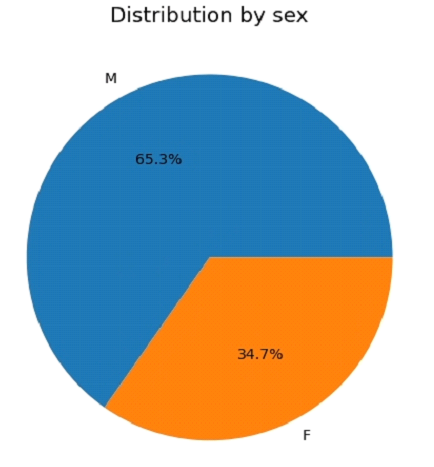 Distribution by sex
M
65.3%
34.7%
F